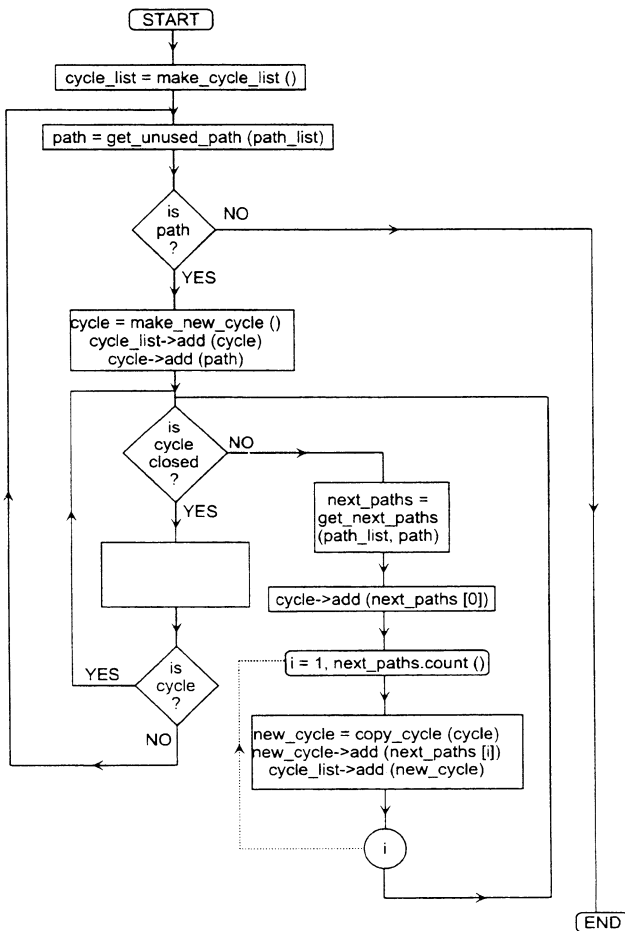 START
cycle_list = make_cycle_list ()
path = get_unused_path (path_list)
is
path
?
NO
YES
cycle = make_new_cycle ()
cycle_list->add (cycle)
cycle->add (path)
is
cycle
closed
?
NO
YES
next_paths =
get_next_paths
(path_list, path)
cycle->add (next_paths [0])
i = 1, next_paths.count ()
is
cycle
?
YES
NO
new_cycle = copy_cycle (cycle)
new_cycle->add (next_paths [i])
cycle_list->add (new_cycle)
i
END